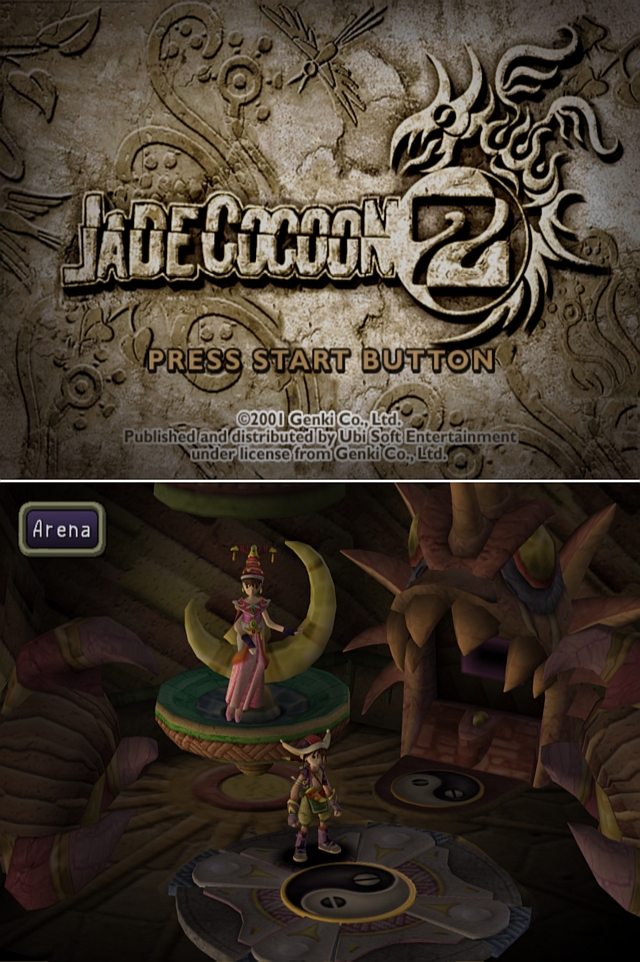 JADE COCOON 2
PRESS START BUTTON
©2001 Genki Co., Ltd.
Published and distributed by Ubi Soft Entertainment
under license from Genki Co., Ltd.
Arena